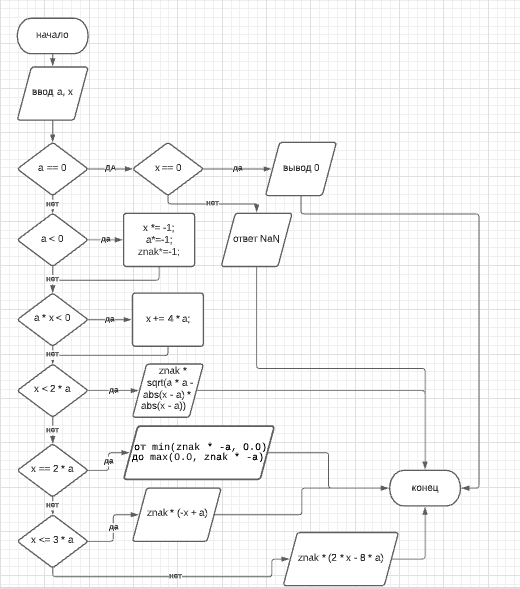 начало
ввод a, x
a == 0
ДА
x == 0
да
вывод 0
нет
нет
a < 0
да
x *= -1;
a*=-1;
znak*=-1;
ответ NaN
нет
a * x < 0
да
x += 4 * a;
нет
x < 2 * a
да
znak *
sqrt(a * a -
abs(x - a) *
abs(x - a))
нет
x == 2 * a
да
от min(znak * -a, 0.0)
до max(0.0, znak * -a)
конец
нет
x <= 3 * a
да
znak * (-x + a)
нет
znak * (2 * x - 8 * a)